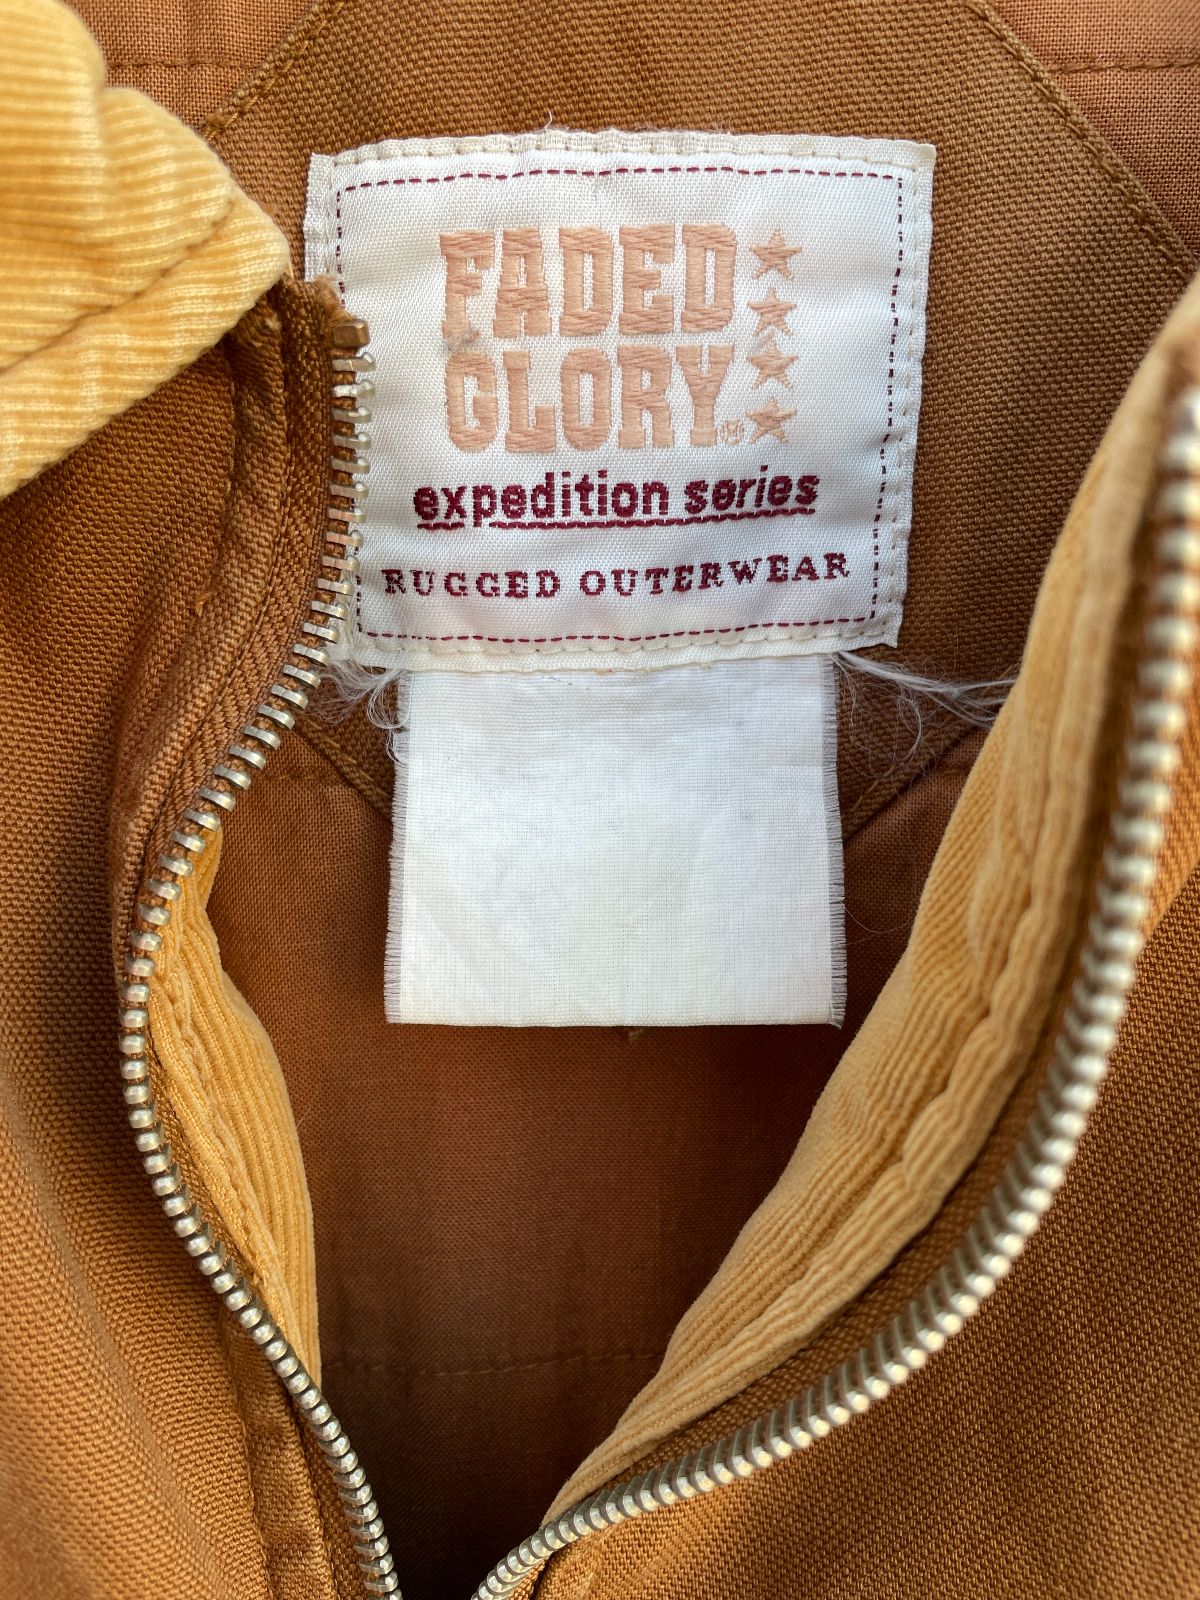 FADED
GLORY
expedition series
RUGGED OUTERWEAR